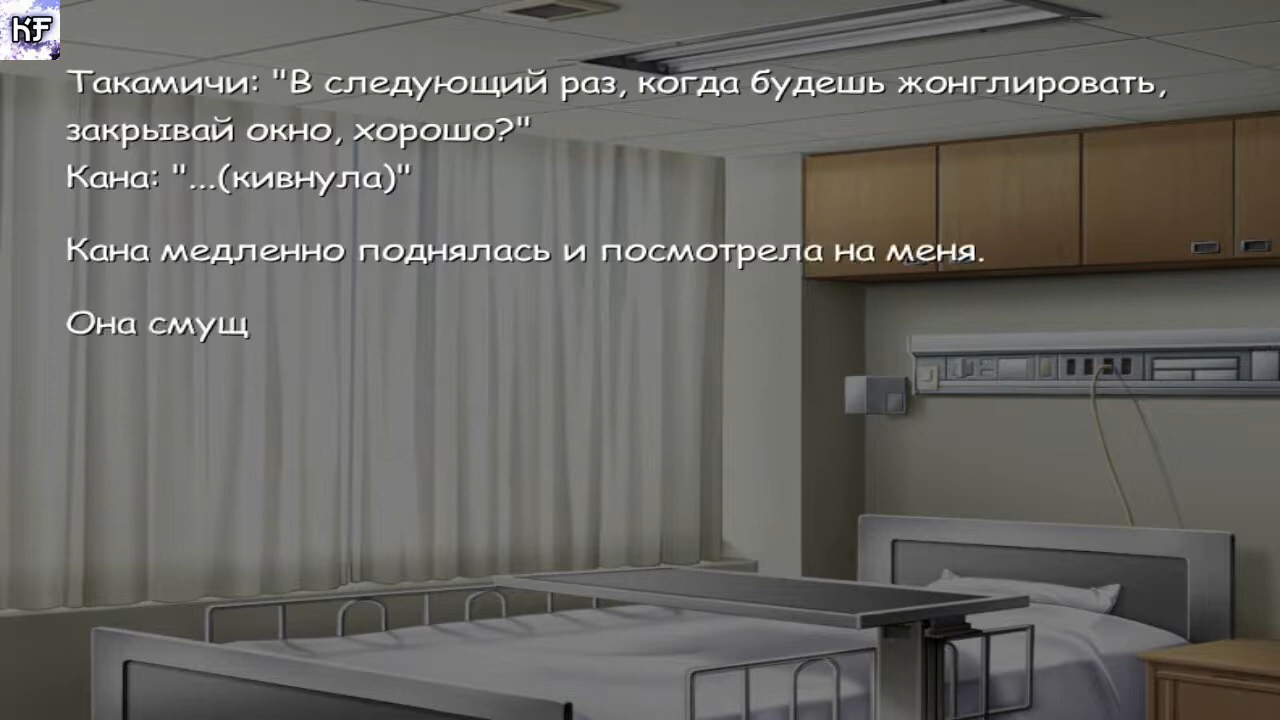 KF
Такамичи: "В следующий раз, когда будешь жонглировать,
закрывай окно, хорошо?"
Кана: "...(кивнула)"
Кана медленно поднялась и посмотрела на меня.
Она смущ